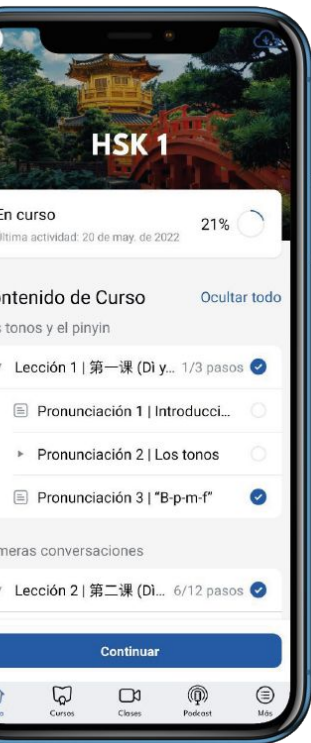 HSK 1
En curso
21%
Última actividad: 20 de may. de 2022
ntenido de Curso
Ocultar todo
s tonos y el pinyin
Lección 1 | 第一课 (Dì y... 1/3 pasos
Pronunciación 1 | Introducci...
Pronunciación 2 | Los tonos
Pronunciación 3 | “B-p-m-f”
meras conversaciones
Lección 2 | 第二课 (Dì... 6/12 pasos
Continuar
Cursos
Clases
Podcast
Más